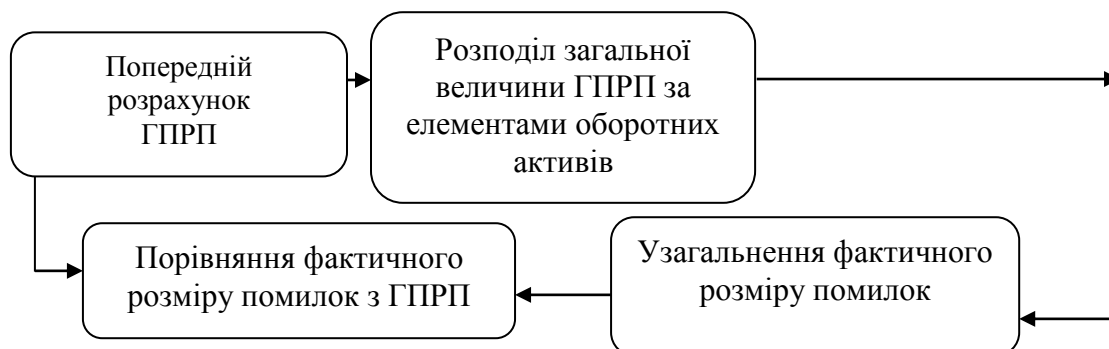 Попередній
розрахунок
ГПРП
Розподіл загальної
величини ГПРП за
елементами оборотних
активів
Порівняння фактичного
розміру помилок з ГПРП
Узагальнення фактичного
розміру помилок